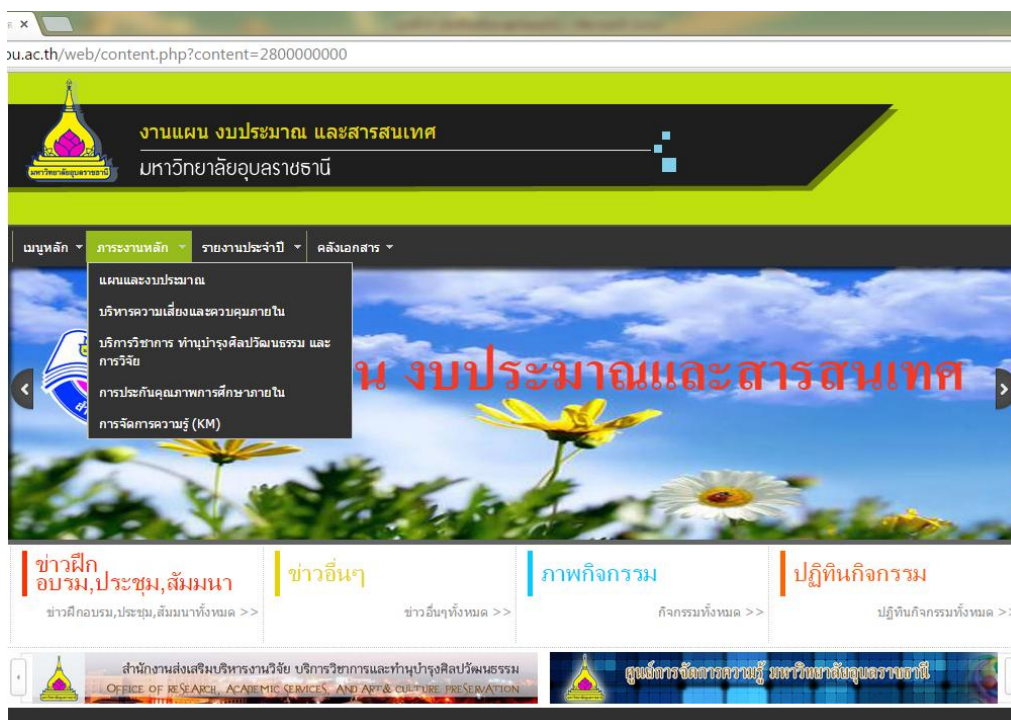 ou.ac.th/web/content.php?content=2800000000
งานแผน งบประมาณ และสารสนเทศ
มหาวิทยาลัยอุบลราชธานี
มหาวิทยาลัยอุบลราชธานี
เมนูหลัก
ภาระงานหลัก
รายงานประจำปี
คลังเอกสาร
แผนและงบประมาณ
บริหารความเสี่ยงและควบคุมภายใน
บริการวิชาการ ทำนุบำรุงศิลปวัฒนธรรม และ
การวิจัย
การประกันคุณภาพการศึกษาภายใน
การจัดการความรู้ (KM)
น งบประมาณและสารสนเทศ
ข่าวฝึก
อบรม,ประชุม,สัมมนา
ข่าวฝึกอบรม,ประชุม,สัมมนาทั้งหมด >>
ข่าวอื่นๆ
ข่าวอื่นๆทั้งหมด >>
ภาพกิจกรรม
กิจกรรมทั้งหมด >>
ปฏิทินกิจกรรม
ปฏิทินกิจกรรมทั้งหมด >>
สำนักงานส่งเสริมบริหารงานวิจัย บริการวิชาการและทำนุบำรุงศิลปวัฒนธรรม
OFFICE OF RESEARCH, ACADEMIC SERVICES AND ART& CULTURE PRESERVATION
ศูนย์การจัดการความรู้ มหาวิทยาลัยอุบลราชธานี